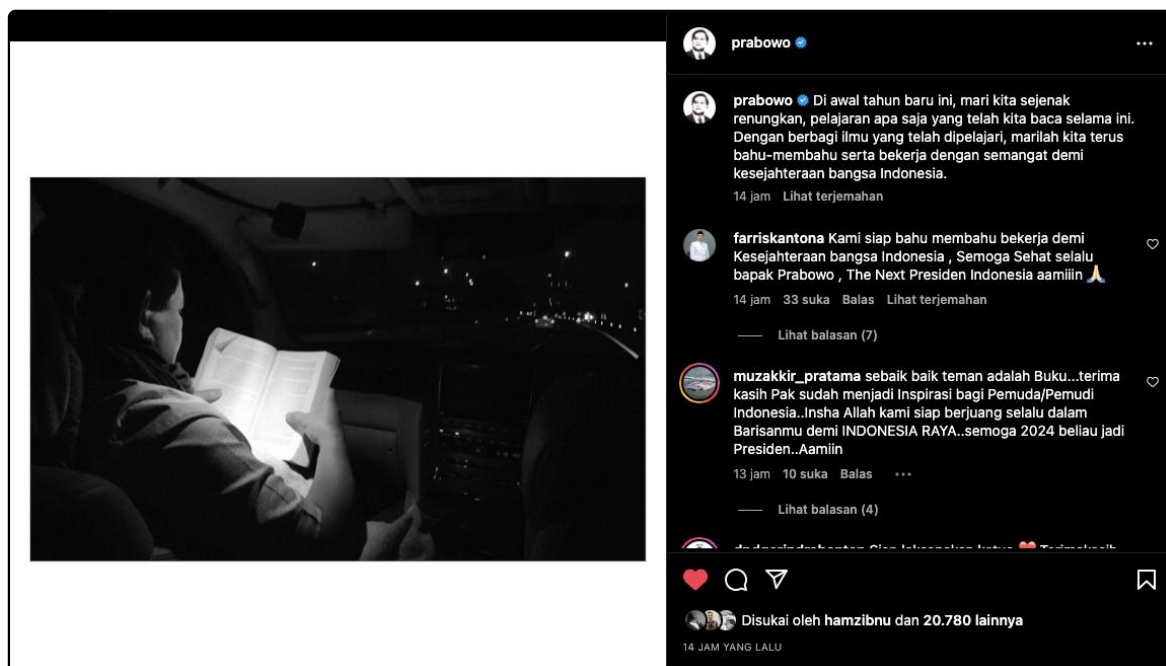 prabowo
prabowo Di awal tahun baru ini, mari kita sejenak
renungkan, pelajaran apa saja yang telah kita baca selama ini.
Dengan berbagi ilmu yang telah dipelajari, marilah kita terus
bahu-membahu serta bekerja dengan semangat demi
kesejahteraan bangsa Indonesia.
14 jam Lihat terjemahan
farriskantona Kami siap bahu membahu bekerja demi
Kesejahteraan bangsa Indonesia , Semoga Sehat selalu
bapak Prabowo , The Next Presiden Indonesia aamiiin 🙏🏻
14 jam 33 suka Balas Lihat terjemahan
Lihat balasan (7)
muzakkir_pratama sebaik baik teman adalah Buku...terima
kasih Pak sudah menjadi Inspirasi bagi Pemuda/Pemudi
Indonesia..Insha Allah kami siap berjuang selalu dalam
Barisanmu demi INDONESIA RAYA..semoga 2024 beliau jadi
Presiden..Aamiin
13 jam 10 suka Balas
Lihat balasan (4)
Disukai oleh hamzibnu dan 20.780 lainnya
14 JAM YANG LALU